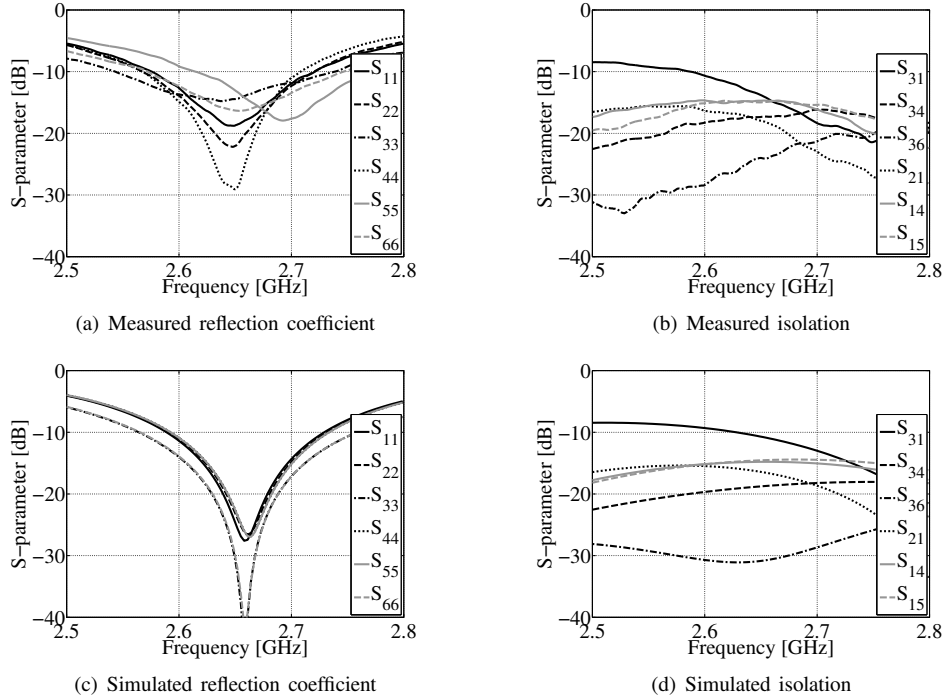 0
−10
−20
−30
−40
S−parameter [dB]
2.5 2.6 2.7 2.8
Frequency [GHz]
S11
S22
S33
S44
S55
S66
(a) Measured reflection coefficient
0
−10
−20
−30
−40
S−parameter [dB]
2.5 2.6 2.7 2.8
Frequency [GHz]
S31
S34
S36
S21
S14
S15
(b) Measured isolation
0
−10
−20
−30
−40
S−parameter [dB]
2.5 2.6 2.7 2.8
Frequency [GHz]
S11
S22
S33
S44
S55
S66
(c) Simulated reflection coefficient
0
−10
−20
−30
−40
S−parameter [dB]
2.5 2.6 2.7 2.8
Frequency [GHz]
S31
S34
S36
S21
S14
S15
(d) Simulated isolation